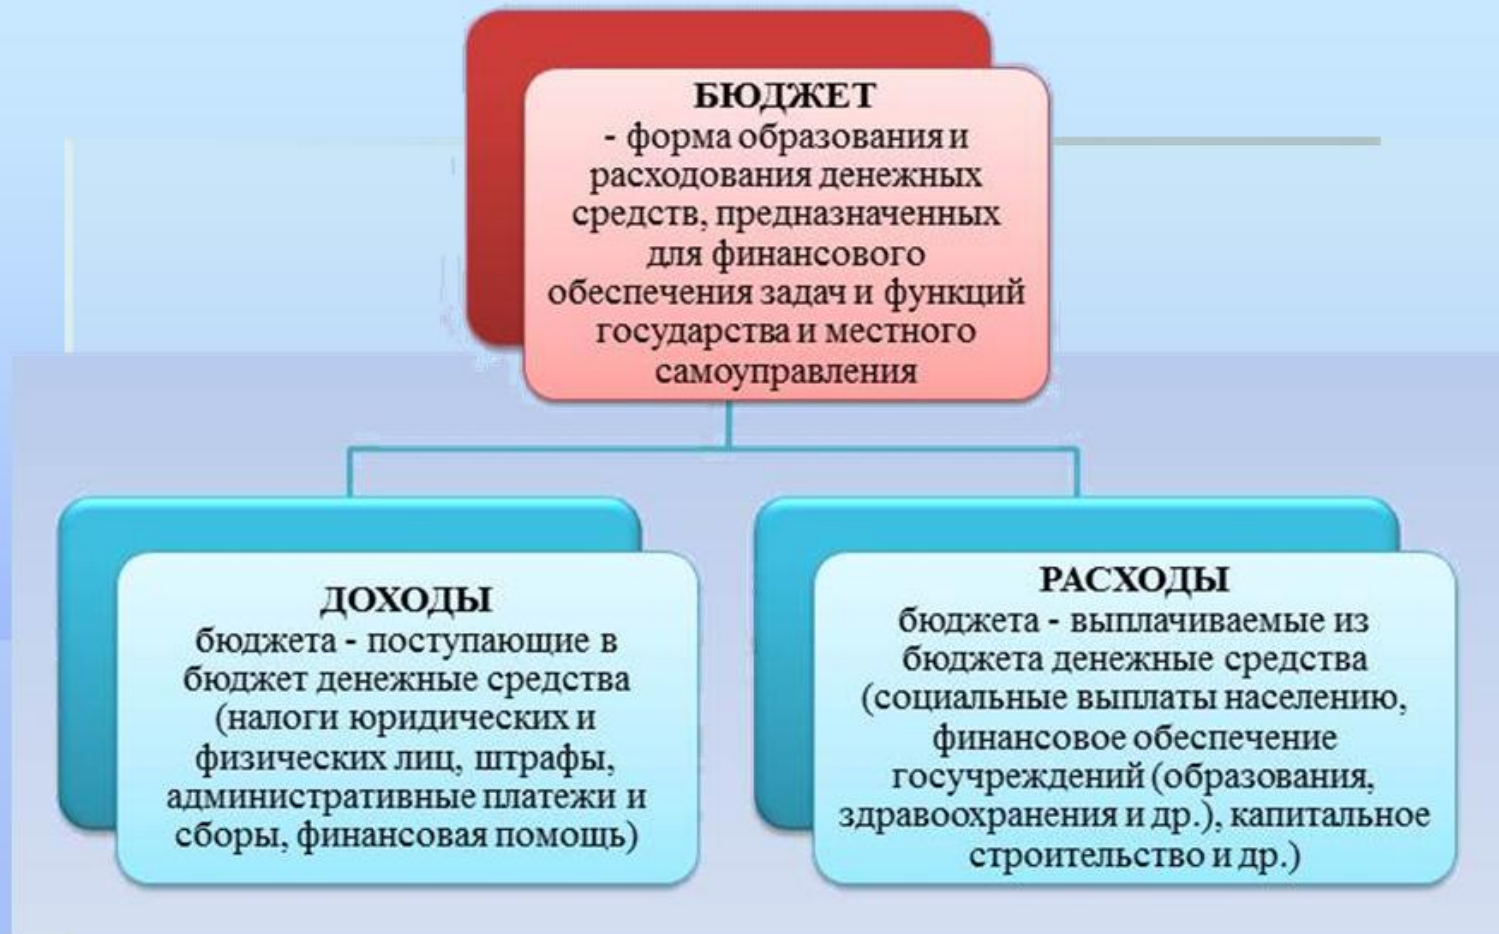 БЮДЖЕТ
- форма образования и
расходования денежных
средств, предназначенных
для финансового
обеспечения задач и функций
государства и местного
самоуправления
ДОХОДЫ
бюджета - поступающие в
бюджет денежные средства
(налоги юридических и
физических лиц, штрафы,
административные платежи и
сборы, финансовая помощь)
РАСХОДЫ
бюджета - выплачиваемые из
бюджета денежные средства
(социальные выплаты населению,
финансовое обеспечение
госучреждений (образования,
здравоохранения и др.), капитальное
строительство и др.)